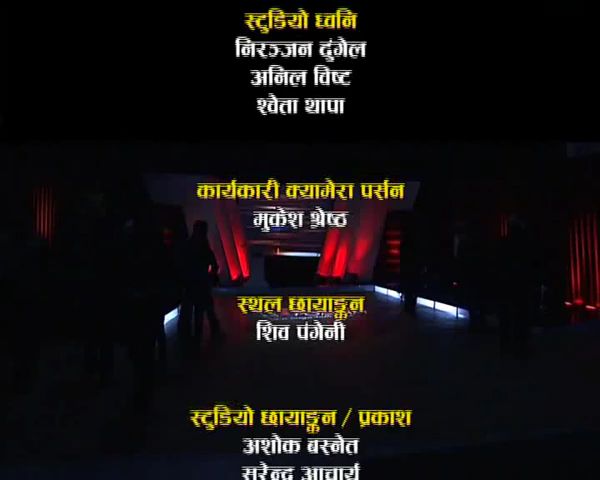 स्टुडियो ध्वनि
निरञ्जन दुंगेल
अनिल विष्ट
श्वेता थापा
कार्यकारी क्यामेरा पर्सन
मुकेश श्रेष्ठ
स्थल छायाङ्कन
शिव पंगेनी
स्टुडियो छायाङ्कन / प्रकाश
अशोक बस्नेत
सुरेन्द्र आचार्य